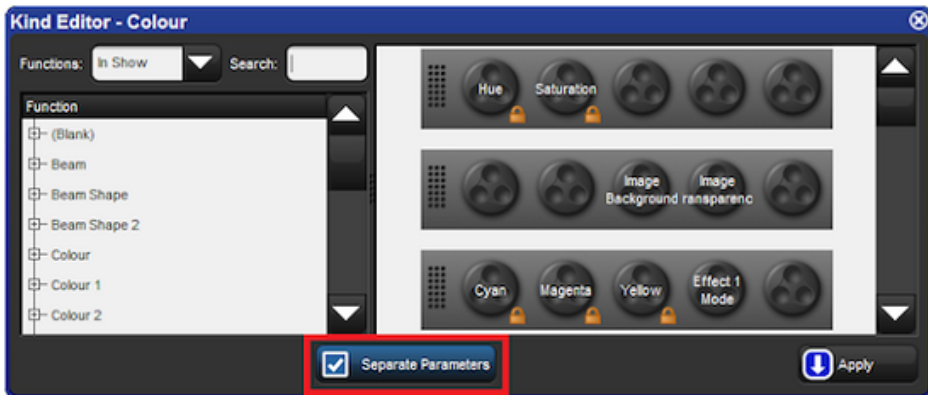 Kind Editor - Colour
Functions: In Show Search:
Function
(Blank)
Beam
Beam Shape
Beam Shape 2
Colour
Colour 1
Colour 2
Hue Saturation
Image Image
Background ransparenc
Cyan Magenta Yellow Effect 1
Mode
Separate Parameters
Apply